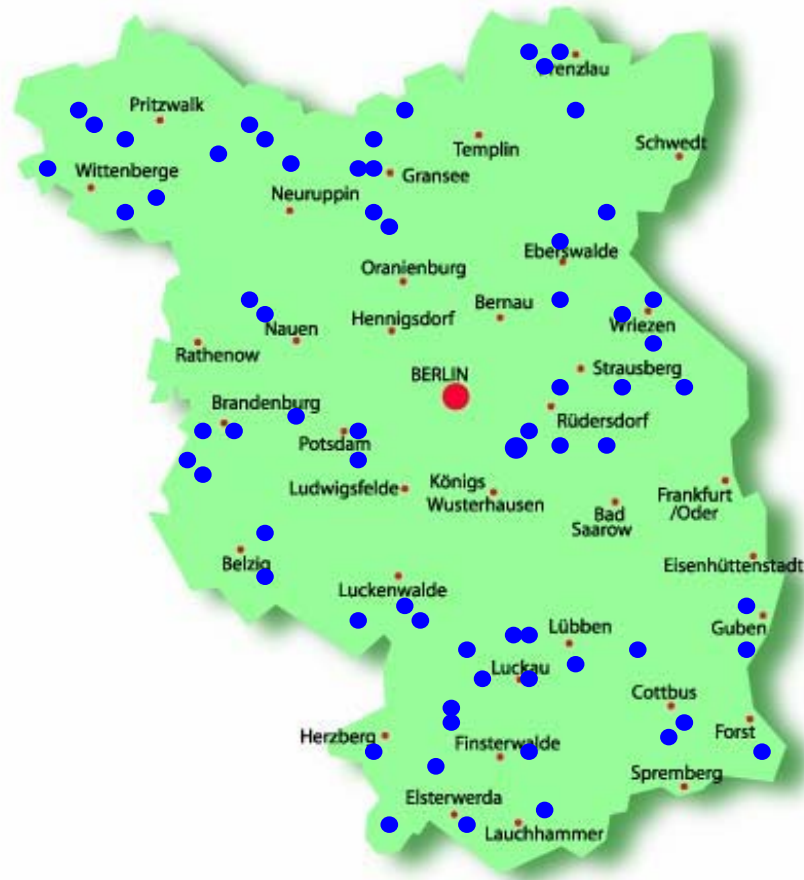 Prenzlau
Pritzwalk
Templin
Schwedt
Wittenberge
Gransee
Neuruppin
Eberswalde
Oranienburg
Bernau
Hennigsdorf
Wriezen
Nauen
Rathenow
Strausberg
BERLIN
Brandenburg
Rüdersdorf
Potsdam
Ludwigsfelde
Königs
Wusterhausen
Frankfurt
/Oder
Bad
Saarow
Belzig
Eisenhüttenstadt
Luckenwalde
Lübben
Guben
Luckau
Cottbus
Forst
Herzberg
Finsterwalde
Spremberg
Elsterwerda
Lauchhammer